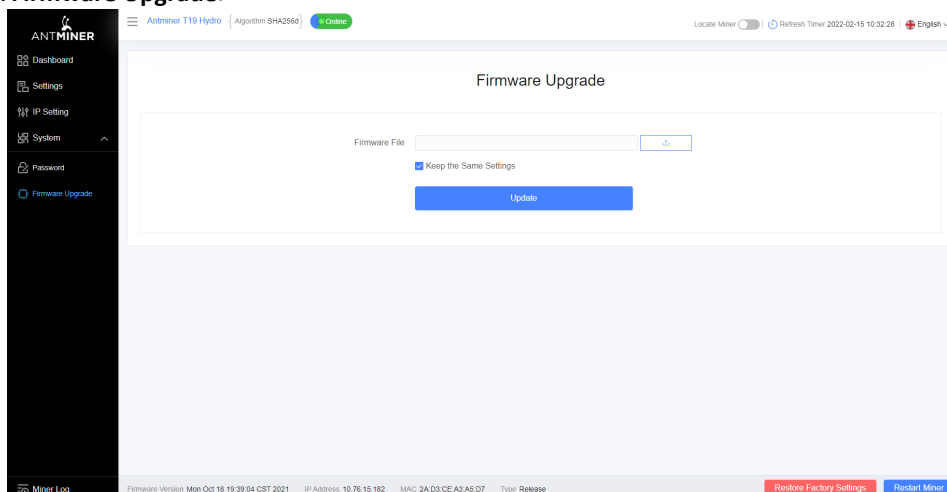 Firmware Upgrade.
ANTMINER
Antminer T19 Hydro { Algorithm SHA256d } Online
Locate Miner Refresh Timer 2022-02-15 10:32:28 English
Dashboard
Settings
IP Setting
System
Password
Firmware Upgrade
Firmware Upgrade
Firmware File
Keep the Same Settings
Update
Miner Log
Firmware Version Mon Oct 18 19:39:04 CST 2021 IP Address 10.76.15.182 MAC 2A:D3:CE:A3:A5:D7 Type Release
Restore Factory Settings Restart Miner